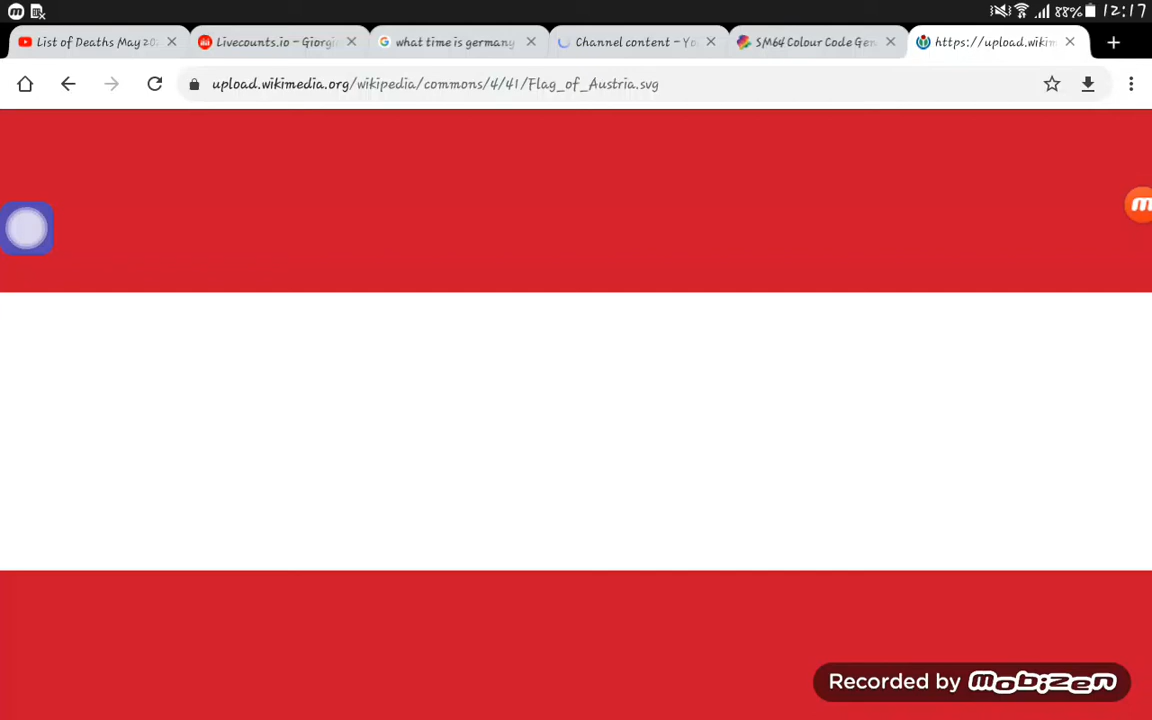 88% 12:17
List of Deaths May 20
Livecounts.io - Giorgi
what time is germany
Channel content - Yo
SM64 Colour Code Gen
https://upload.wikim
upload.wikimedia.org/wikipedia/commons/4/41/Flag_of_Austria.svg
Recorded by mobizen